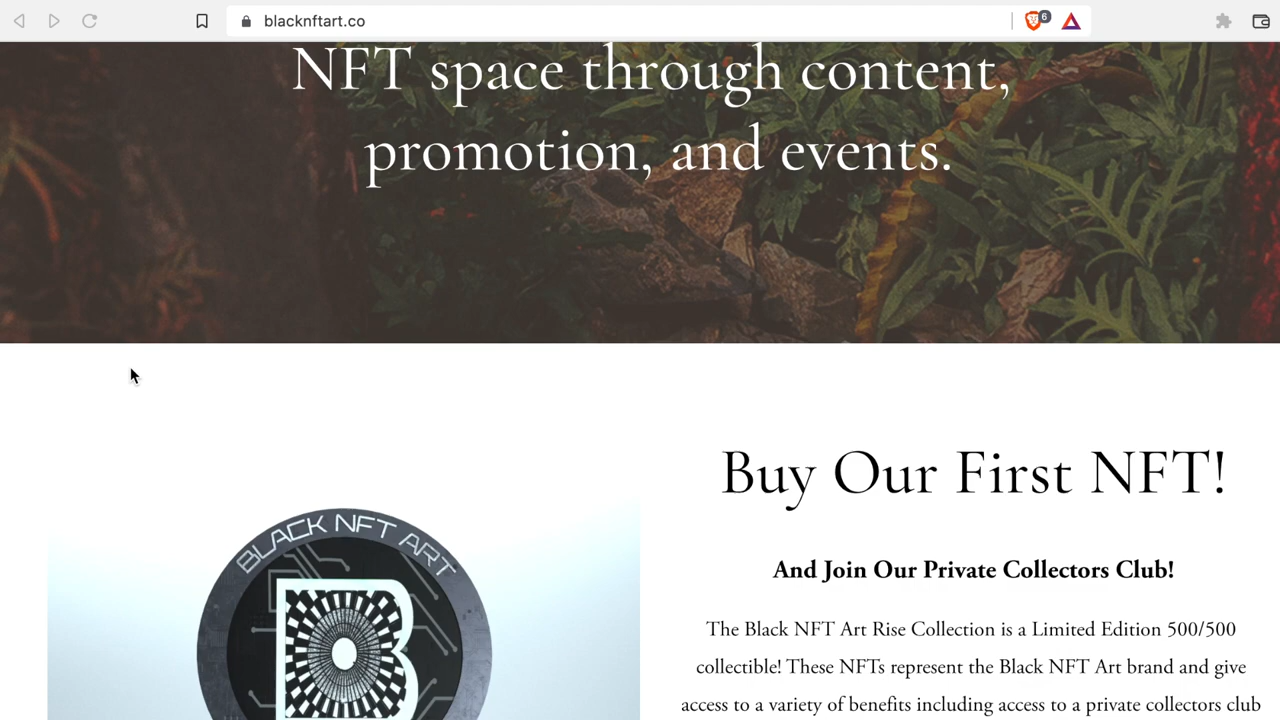 blacknftart.co
6
NFT space through content,
promotion, and events.
Buy Our First NFT!
And Join Our Private Collectors Club!
The Black NFT Art Rise Collection is a Limited Edition 500/500
collectible! These NFTs represent the Black NFT Art brand and give
access to a variety of benefits including access to a private collectors club
BLACK NFT ART
B